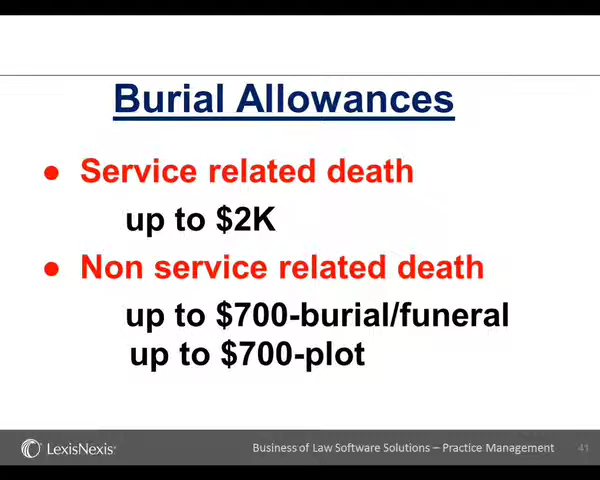 Burial Allowances
● Service related death
up to $2K
● Non service related death
up to $700-burial/funeral
up to $700-plot
LexisNexis® Business of Law Software Solutions – Practice Management 41